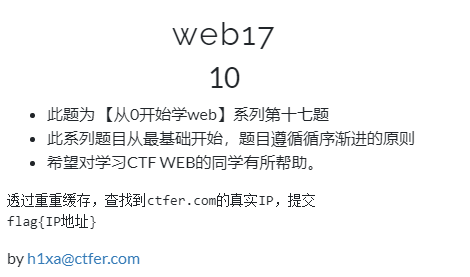 web17
10
此题为 【从0开始学web】系列第十七题
此系列题目从最基础开始，题目遵循循序渐进的原则
希望对学习CTF WEB的同学有所帮助。
透过重重缓存，查找到ctfer.com的真实IP，提交
flag{IP地址}
by h1xa@ctfer.com